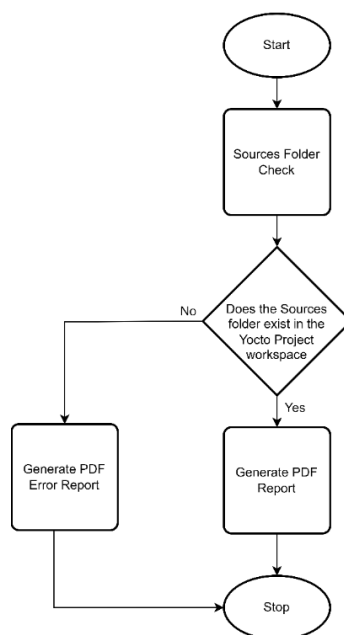 Start
Sources Folder
Check
Does the Sources
folder exist in the
Yocto Project
workspace
No
Yes
Generate PDF
Error Report
Generate PDF
Report
Stop